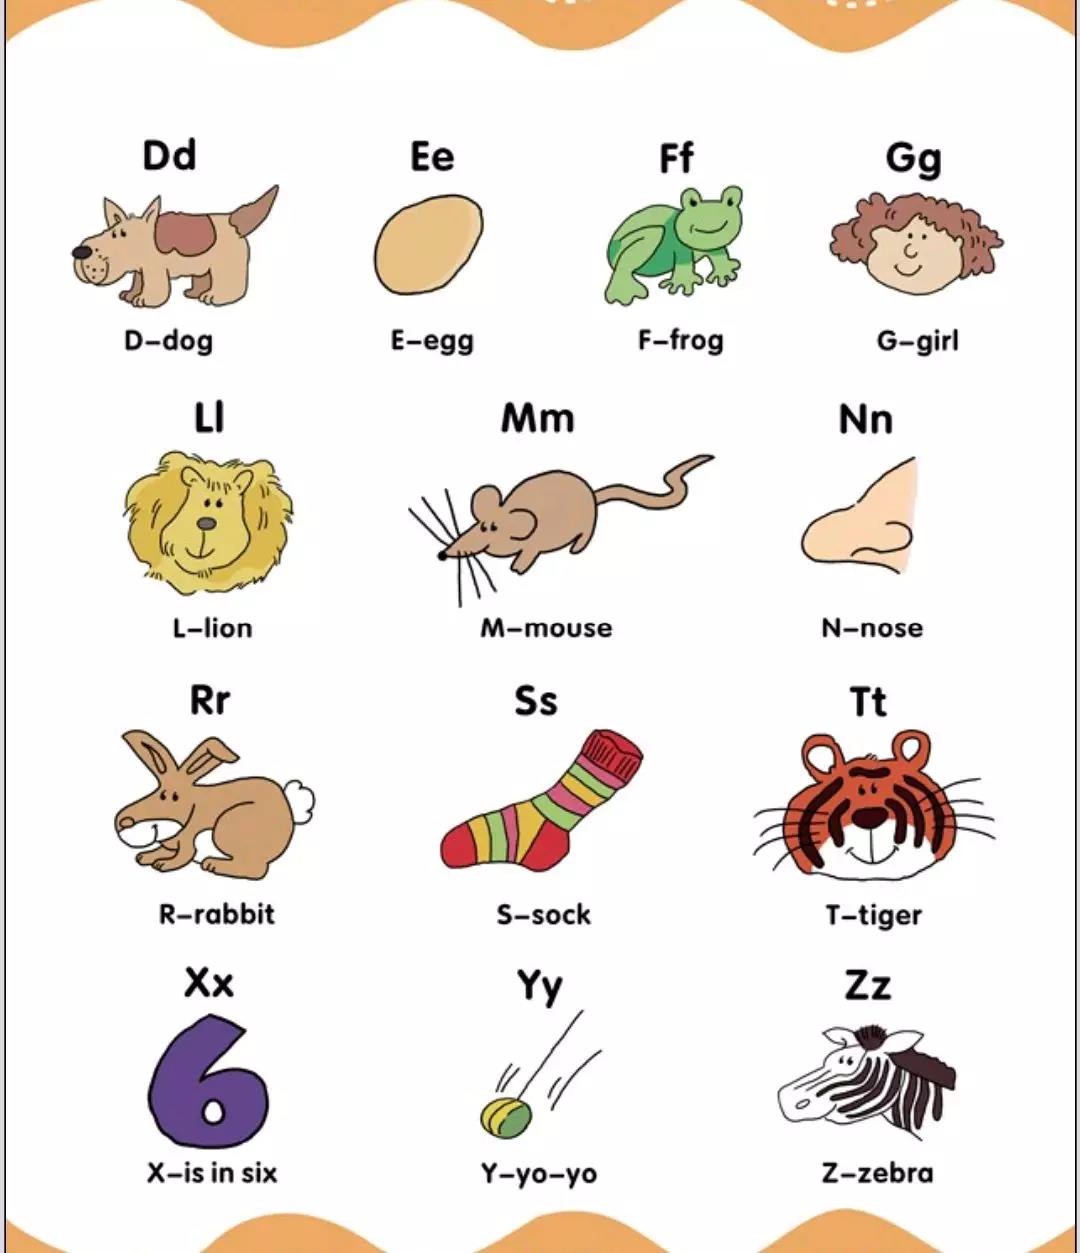 Dd Ee Ff Gg
D–dog E–egg F–frog G–girl
Ll Mm Nn
L–lion M–mouse N–nose
Rr Ss Tt
R–rabbit S–sock T–tiger
Xx Yy Zz
6
X–is in six Y–yo–yo Z–zebra